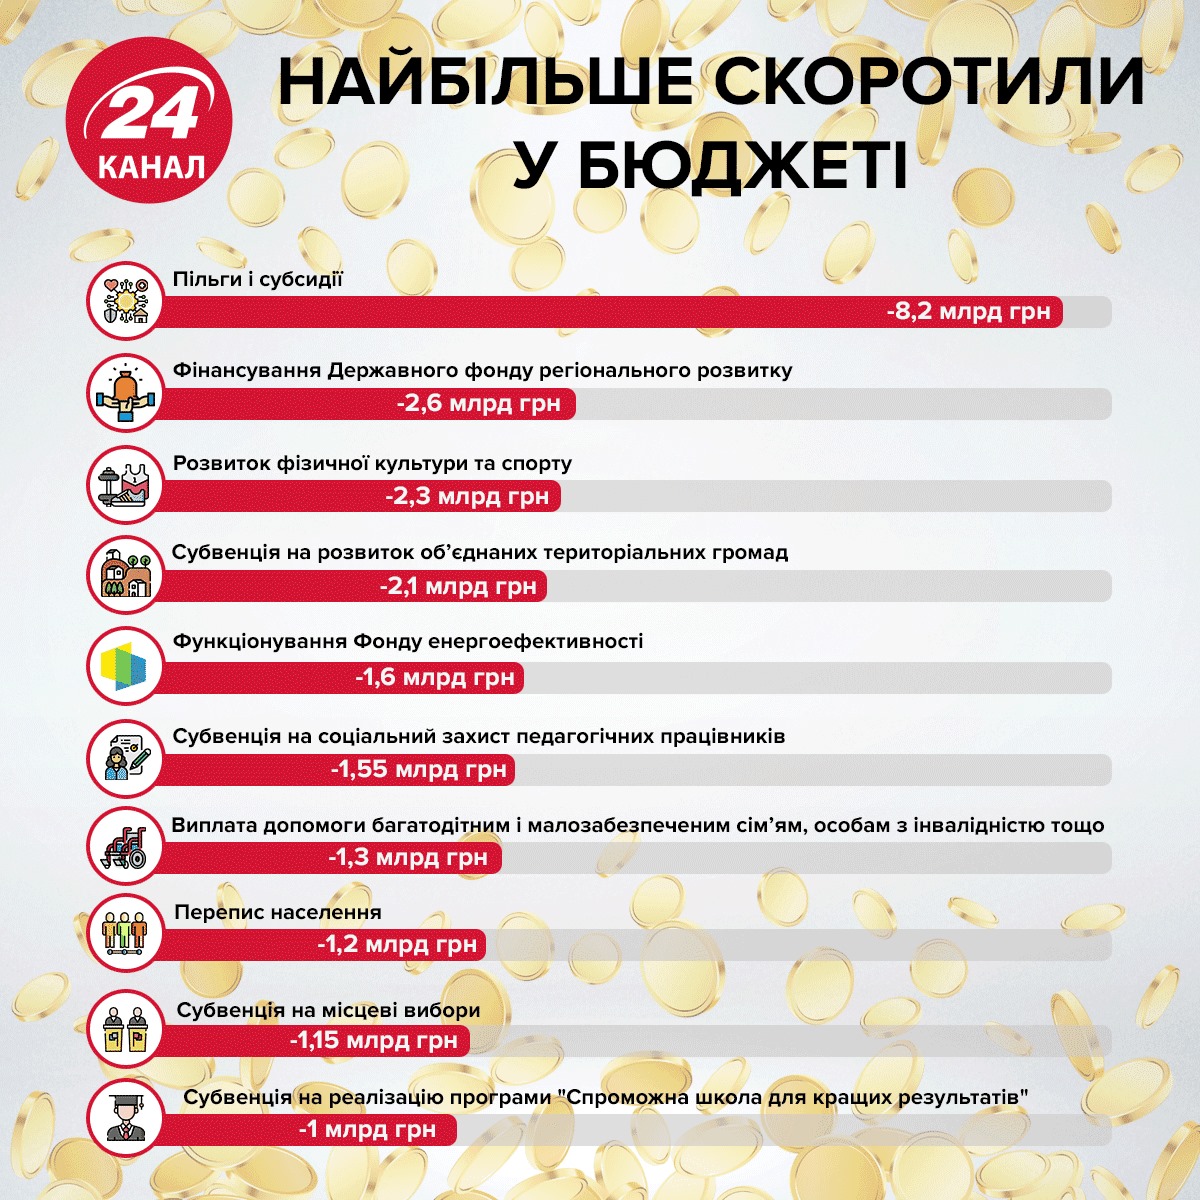 24
КАНАЛ
НАЙБІЛЬШЕ СКОРОТИЛИ
У БЮДЖЕТІ
Пільги і субсидії
-8,2 млрд грн
Фінансування Державного фонду регіонального розвитку
-2,6 млрд грн
Розвиток фізичної культури та спорту
-2,3 млрд грн
Субвенція на розвиток об’єднаних територіальних громад
-2,1 млрд грн
Функціонування Фонду енергоефективності
-1,6 млрд грн
Субвенція на соціальний захист педагогічних працівників
-1,55 млрд грн
Виплата допомоги багатодітним і малозабезпеченим сім’ям, особам з інвалідністю тощо
-1,3 млрд грн
Перепис населення
-1,2 млрд грн
Субвенція на місцеві вибори
-1,15 млрд грн
Субвенція на реалізацію програми "Спроможна школа для кращих результатів"
-1 млрд грн